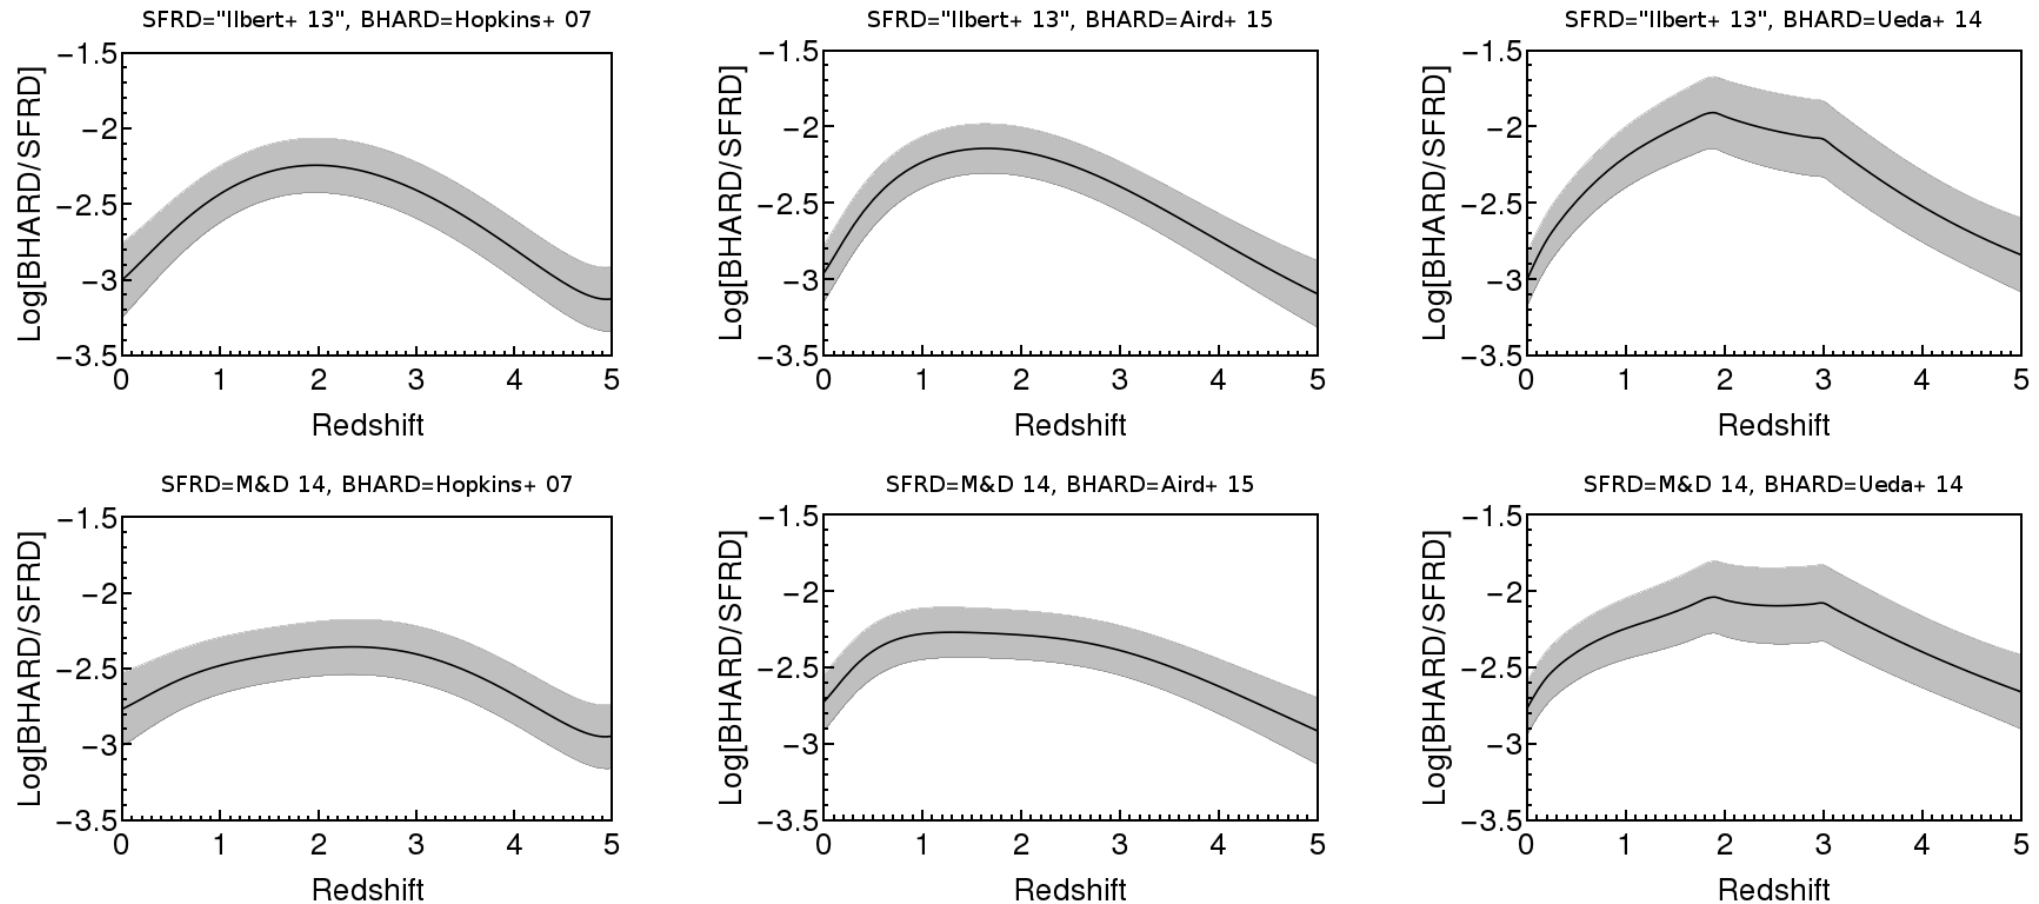 SFRD="Ilbert+ 13", BHARD=Hopkins+ 07
Log[BHARD/SFRD]
−1.5
−2
−2.5
−3
−3.5
0 1 2 3 4 5
Redshift
SFRD="Ilbert+ 13", BHARD=Aird+ 15
Log[BHARD/SFRD]
−1.5
−2
−2.5
−3
−3.5
0 1 2 3 4 5
Redshift
SFRD="Ilbert+ 13", BHARD=Ueda+ 14
Log[BHARD/SFRD]
−1.5
−2
−2.5
−3
−3.5
0 1 2 3 4 5
Redshift
SFRD=M&D 14, BHARD=Hopkins+ 07
Log[BHARD/SFRD]
−1.5
−2
−2.5
−3
−3.5
0 1 2 3 4 5
Redshift
SFRD=M&D 14, BHARD=Aird+ 15
Log[BHARD/SFRD]
−1.5
−2
−2.5
−3
−3.5
0 1 2 3 4 5
Redshift
SFRD=M&D 14, BHARD=Ueda+ 14
Log[BHARD/SFRD]
−1.5
−2
−2.5
−3
−3.5
0 1 2 3 4 5
Redshift